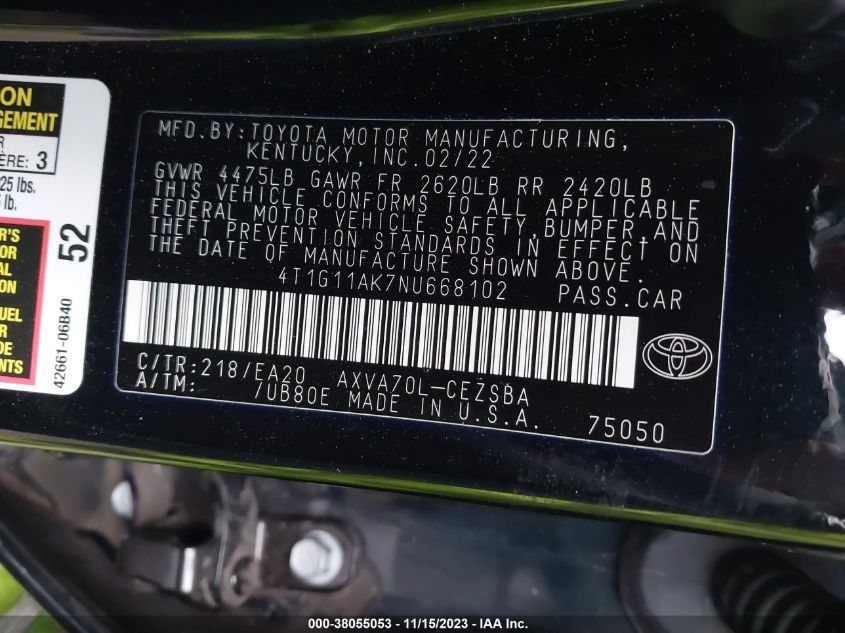 ON
GEMENT
R
ÈRE: 3
25 lbs.
lb.
R'S
OR
AL
ION
UEL
R
DE
NTS
52
42661-06B40
MFD.BY:TOYOTA MOTOR MANUFACTURING,
KENTUCKY,INC.02/22
GVWR 4475LB GAWR FR 2620LB RR 2420LB
THIS VEHICLE CONFORMS TO ALL APPLICABLE
FEDERAL MOTOR VEHICLE SAFETY,BUMPER,AND
THEFT PREVENTION STANDARDS IN EFFECT ON
THE DATE OF MANUFACTURE SHOWN ABOVE.
4T1G11AK7NU668102 PASS.CAR
C/TR:218/EA20 AXVA70L-CEZSBA
A/TM: /UB80E MADE IN U.S.A. 75050
000-38055053 — 11/15/2023 — IAA Inc.